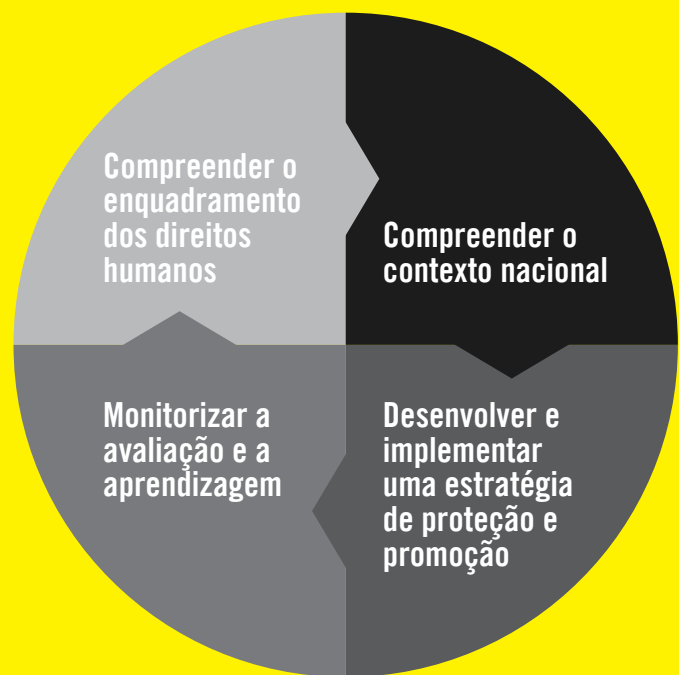 Compreender o
enquadramento
dos direitos
humanos
Compreender o
contexto nacional
Monitorizar a
avaliação e a
aprendizagem
Desenvolver e
implementar
uma estratégia
de proteção e
promoção